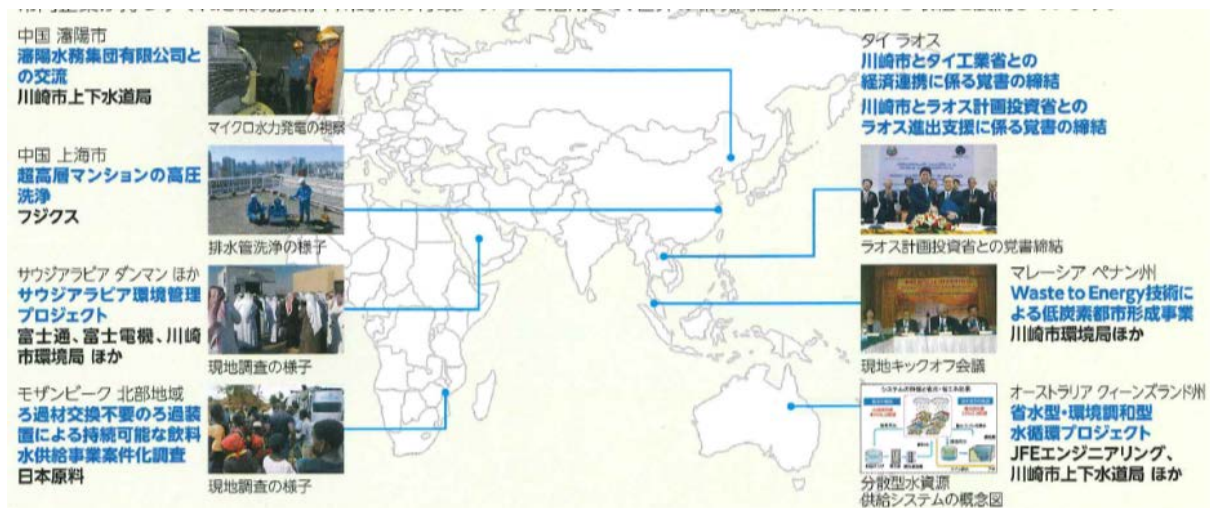 中国 瀋陽市
瀋陽水務集団有限公司と
の交流
川崎市上下水道局
マイクロ水力発電の視察
中国 上海市
超高層マンションの高圧
洗浄
フジクス
排水管洗浄の様子
サウジアラビア ダンマン ほか
サウジアラビア環境管理
プロジェクト
富士通、富士電機、川崎
市環境局 ほか
現地調査の様子
モザンビーク 北部地域
ろ過材交換不要のろ過装
置による持続可能な飲料
水供給事業案件化調査
日本原料
現地調査の様子
タイ ラオス
川崎市とタイ工業省との
経済連携に係る覚書の締結
川崎市とラオス計画投資省との
ラオス進出支援に係る覚書の締結
ラオス計画投資省との覚書締結
マレーシア ペナン州
Waste to Energy技術に
よる低炭素都市形成事業
川崎市環境局ほか
現地キックオフ会議
オーストラリア クィーンズランド州
省水型・環境調和型
水循環プロジェクト
JFEエンジニアリング、
川崎市上下水道局 ほか
分散型水資源
供給システムの概念図